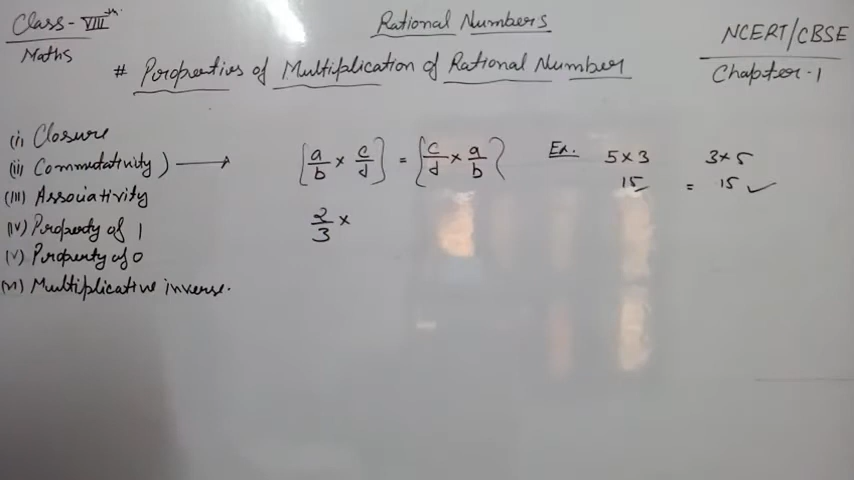 Class - VIIIth
Maths
Rational Numbers
NCERT/CBSE
Chapter-1
# Properties of Multiplication of Rational Number
(i) Closure
(ii) Commutativity) →
(III) Associativity
(IV) Property of 1
(V) Property of 0
(VI) Multiplicative inverse.
[a/b × c/d] = [c/d × a/b]
Ex. 5×3 3×5
15 = 15 ✓
2/3 ×